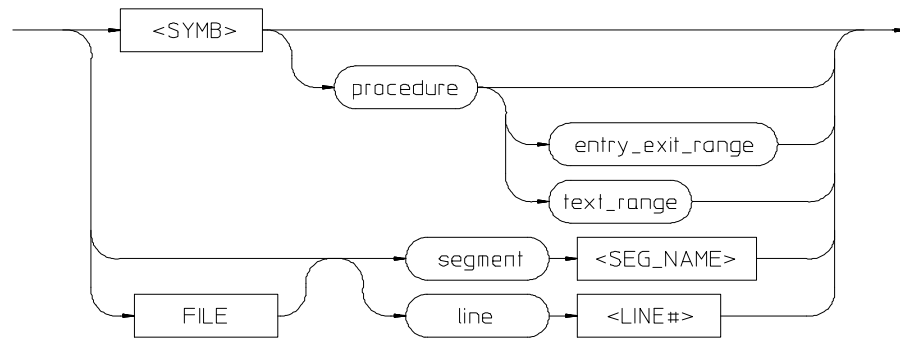 <SYMB>
procedure
entry_exit_range
text_range
segment <SEG_NAME>
FILE line <LINE#>